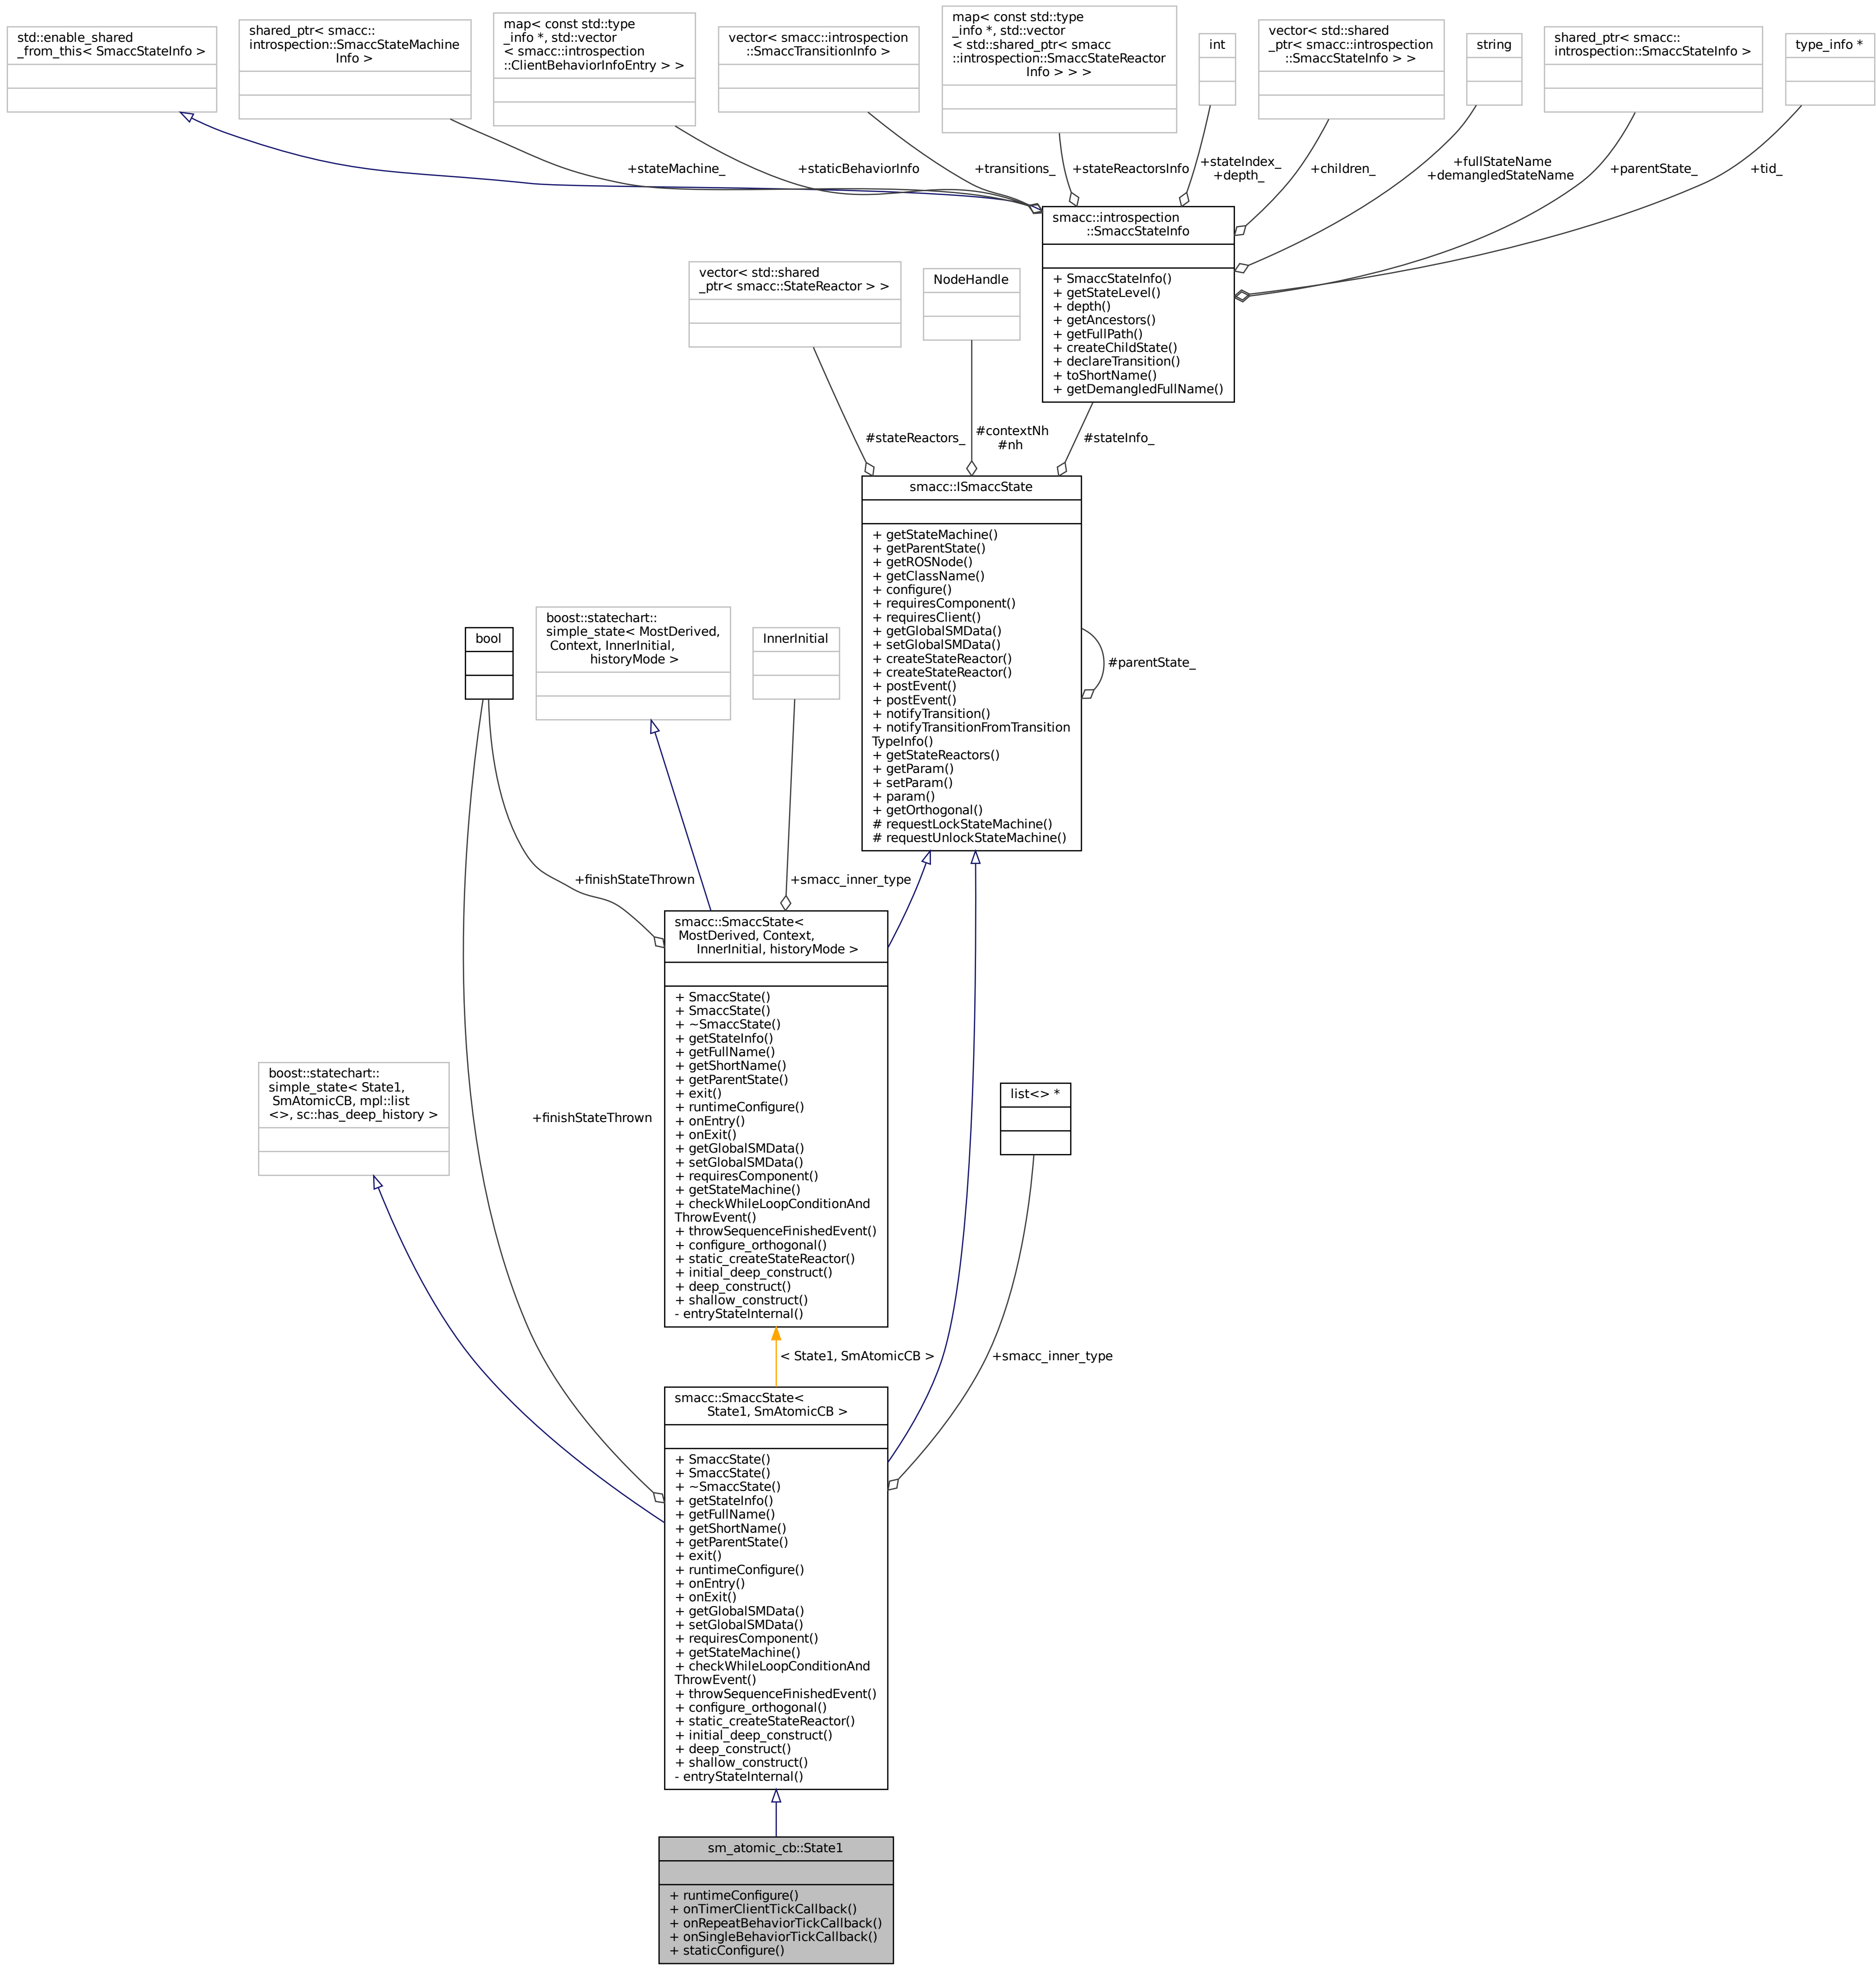 std::enable_shared
_from_this< SmaccStateInfo >
shared_ptr< smacc::
introspection::SmaccStateMachine
Info >
map< const std::type
_info *, std::vector
< smacc::introspection
::ClientBehaviorInfoEntry > >
vector< smacc::introspection
::SmaccTransitionInfo >
map< const std::type
_info *, std::vector
< std::shared_ptr< smacc
::introspection::SmaccStateReactor
Info > > >
int
vector< std::shared
_ptr< smacc::introspection
::SmaccStateInfo > >
string
shared_ptr< smacc::
introspection::SmaccStateInfo >
type_info *
+stateMachine_
+staticBehaviorInfo
+transitions_
+stateReactorsInfo
+stateIndex_
+depth_
+children_
+fullStateName
+demangledStateName
+parentState_
+tid_
smacc::introspection
::SmaccStateInfo
+ SmaccStateInfo()
+ getStateLevel()
+ depth()
+ getAncestors()
+ getFullPath()
+ createChildState()
+ declareTransition()
+ toShortName()
+ getDemangledFullName()
vector< std::shared
_ptr< smacc::StateReactor > >
NodeHandle
#stateReactors_
#contextNh
#nh
#stateInfo_
smacc::ISmaccState
+ getStateMachine()
+ getParentState()
+ getROSNode()
+ getClassName()
+ configure()
+ requiresComponent()
+ requiresClient()
+ getGlobalSMData()
+ setGlobalSMData()
+ createStateReactor()
+ createStateReactor()
+ postEvent()
+ postEvent()
+ notifyTransition()
+ notifyTransitionFromTransition
TypeInfo()
+ getStateReactors()
+ getParam()
+ setParam()
+ param()
+ getOrthogonal()
# requestLockStateMachine()
# requestUnlockStateMachine()
#parentState_
bool
boost::statechart::
simple_state< MostDerived,
Context, InnerInitial,
historyMode >
InnerInitial
+finishStateThrown
+smacc_inner_type
smacc::SmaccState<
MostDerived, Context,
InnerInitial, historyMode >
+ SmaccState()
+ SmaccState()
+ ~SmaccState()
+ getStateInfo()
+ getFullName()
+ getShortName()
+ getParentState()
+ exit()
+ runtimeConfigure()
+ onEntry()
+ onExit()
+ getGlobalSMData()
+ setGlobalSMData()
+ requiresComponent()
+ getStateMachine()
+ checkWhileLoopConditionAnd
ThrowEvent()
+ throwSequenceFinishedEvent()
+ configure_orthogonal()
+ static_createStateReactor()
+ initial_deep_construct()
+ deep_construct()
+ shallow_construct()
- entryStateInternal()
boost::statechart::
simple_state< State1,
SmAtomicCB, mpl::list
<>, sc::has_deep_history >
+finishStateThrown
list<> *
< State1, SmAtomicCB >
+smacc_inner_type
smacc::SmaccState<
State1, SmAtomicCB >
+ SmaccState()
+ SmaccState()
+ ~SmaccState()
+ getStateInfo()
+ getFullName()
+ getShortName()
+ getParentState()
+ exit()
+ runtimeConfigure()
+ onEntry()
+ onExit()
+ getGlobalSMData()
+ setGlobalSMData()
+ requiresComponent()
+ getStateMachine()
+ checkWhileLoopConditionAnd
ThrowEvent()
+ throwSequenceFinishedEvent()
+ configure_orthogonal()
+ static_createStateReactor()
+ initial_deep_construct()
+ deep_construct()
+ shallow_construct()
- entryStateInternal()
sm_atomic_cb::State1
+ runtimeConfigure()
+ onTimerClientTickCallback()
+ onRepeatBehaviorTickCallback()
+ onSingleBehaviorTickCallback()
+ staticConfigure()